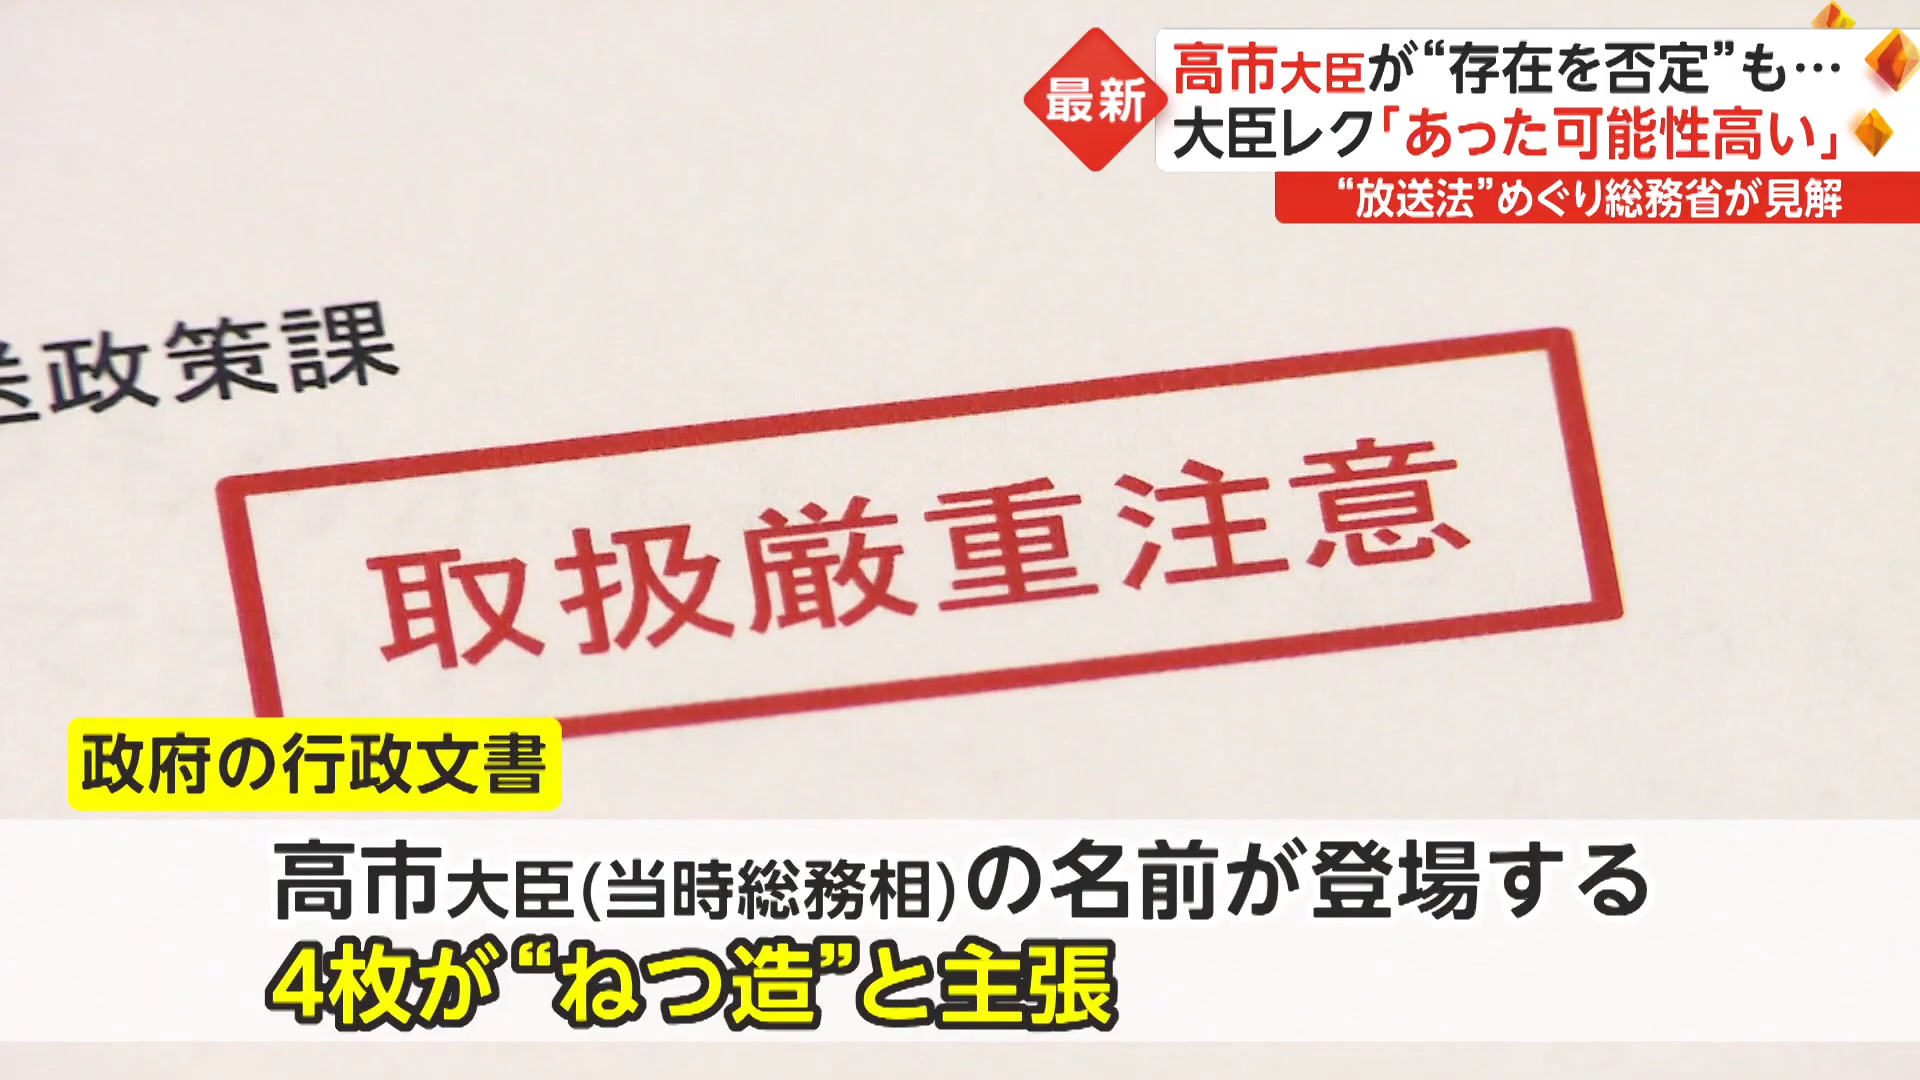 最新
高市大臣が“存在を否定”も…
大臣レク「あった可能性高い」
“放送法”めぐり総務省が見解
政策課
取扱厳重注意
政府の行政文書
高市大臣(当時総務相)の名前が登場する
4枚が“ねつ造”と主張